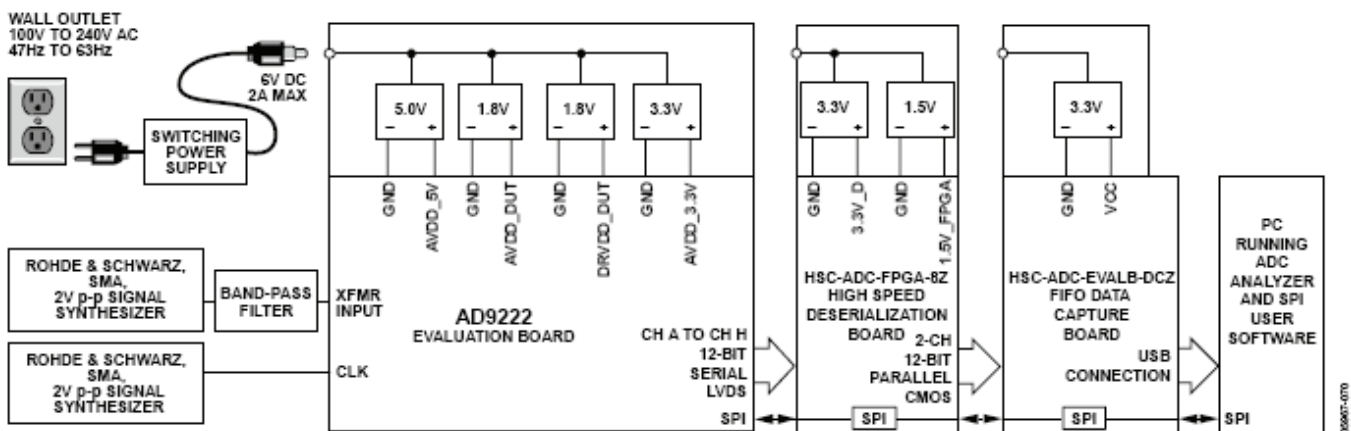 WALL OUTLET
100V TO 240V AC
47Hz TO 63Hz
6V DC
2A MAX
SWITCHING
POWER
SUPPLY
5.0V
1.8V
1.8V
3.3V
3.3V
1.5V
3.3V
– +
– +
– +
– +
– +
– +
– +
GND
AVDD_5V
GND
AVDD_DUT
GND
DRVDD_DUT
GND
AVDD_3.3V
GND
3.3V_D
GND
1.5V_FPGA
GND
VCC
ROHDE & SCHWARZ,
SMA,
2V p-p SIGNAL
SYNTHESIZER
BAND-PASS
FILTER
XFMR
INPUT
ROHDE & SCHWARZ,
SMA,
2V p-p SIGNAL
SYNTHESIZER
CLK
AD9222
EVALUATION BOARD
CH A TO CH H
12-BIT
SERIAL
LVDS
SPI
HSC-ADC-FPGA-8Z
HIGH SPEED
DESERIALIZATION
BOARD
2-CH
12-BIT
PARALLEL
CMOS
SPI
HSC-ADC-EVALB-DCZ
FIFO DATA
CAPTURE
BOARD
USB
CONNECTION
SPI
PC
RUNNING
ADC
ANALYZER
AND SPI
USER
SOFTWARE
SPI
05967-070